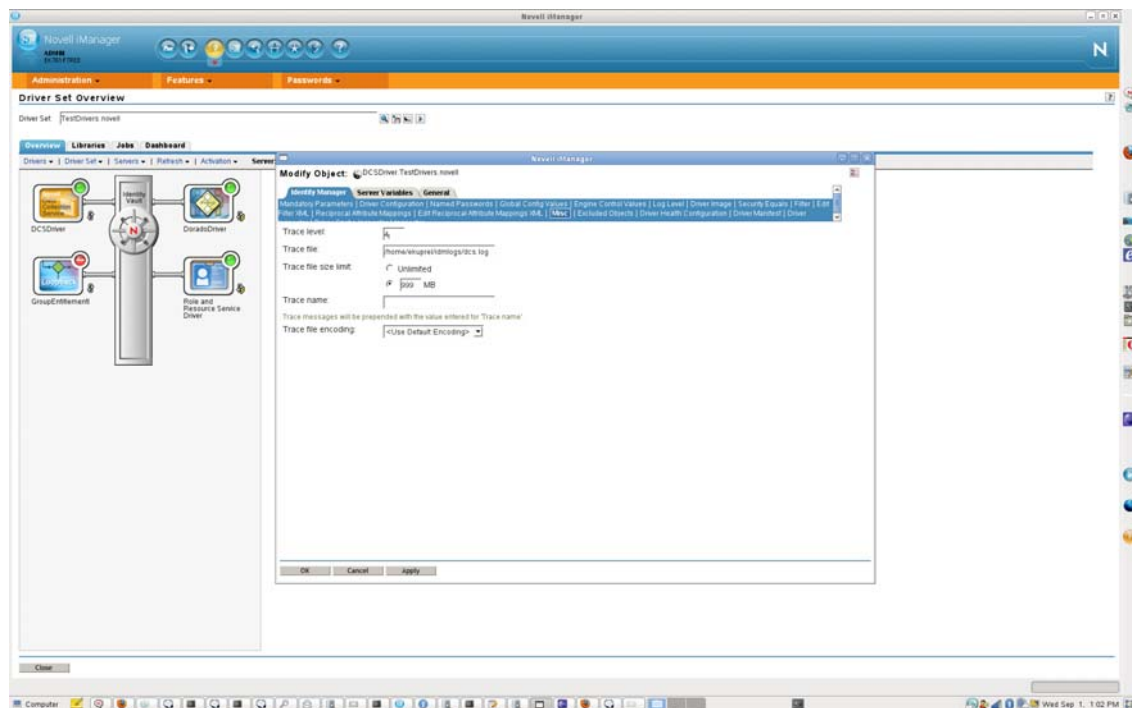 Novell iManager
Novell iManager
N
Administration
Features
Passwords
Driver Set Overview
?
Driver Set
TestDrivers.novell
Overview Libraries Jobs Dashboard
Drivers | Driver Set | Servers | Refresh | Activation
Server
Novell iManager
Modify Object: DCSDriver.TestDrivers.novell
Identity Manager Server Variables General
Mandatory Parameters | Driver Configuration | Named Passwords | Global Config Values | Engine Control Values | Log Level | Driver Image | Security Equals | Filter | Edit
Filter XML | Reciprocal Attribute Mappings | Edit Reciprocal Attribute Mappings XML | Misc | Excluded Objects | Driver Health Configuration | Driver Manifest | Driver
Identity
Vault
N
DCSDriver
DoradoDriver
GroupEntitlement
Role and
Resource Service
Driver
Trace level:
Trace file:
Trace file size limit:
Unlimited
999 MB
Trace name:
Trace messages will be prepended with the value entered for 'Trace name'
Trace file encoding:
<Use Default Encoding>
OK
Cancel
Apply
Close
Computer
Wed Sep 1, 1:02 PM